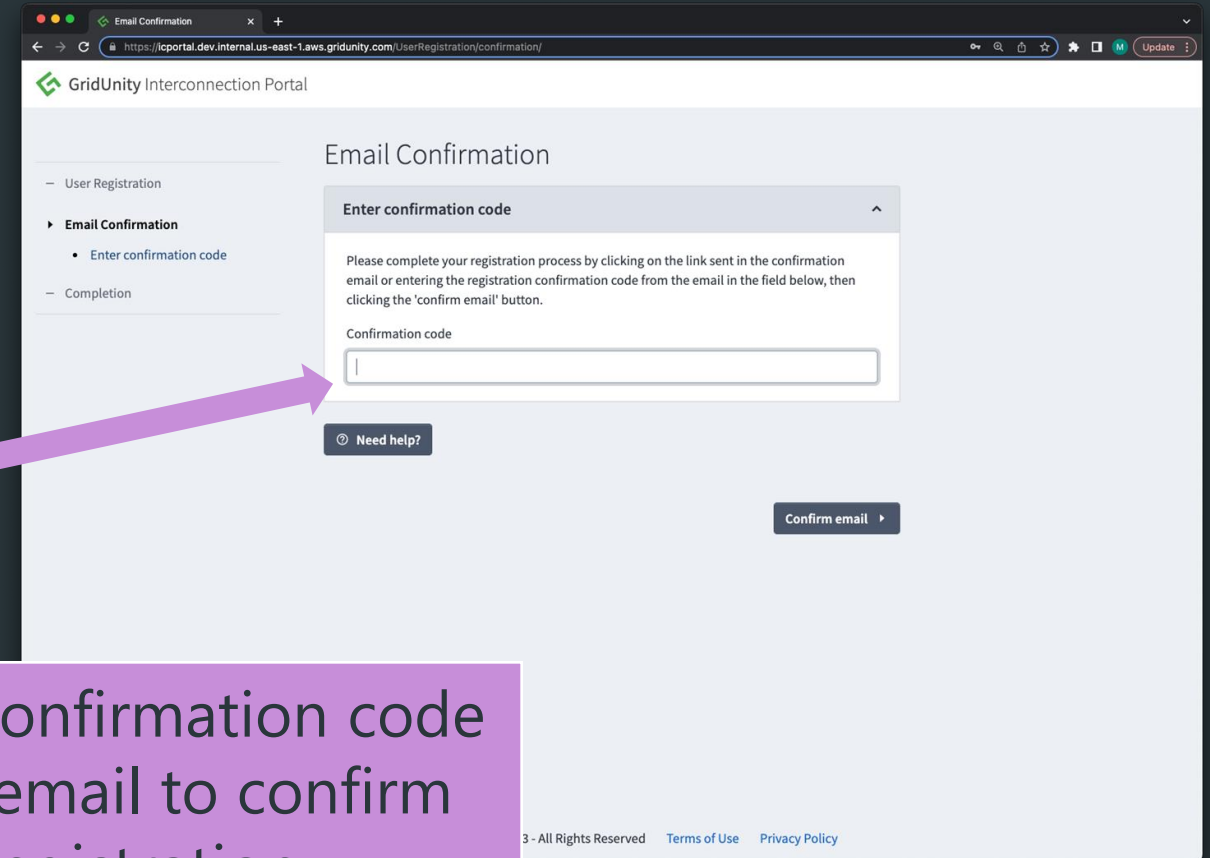 Email Confirmation
https://icportal.dev.internal.us-east-1.aws.gridunity.com/UserRegistration/confirmation/
M Update
GridUnity Interconnection Portal
Email Confirmation
– User Registration
Email Confirmation
• Enter confirmation code
– Completion
Enter confirmation code
Please complete your registration process by clicking on the link sent in the confirmation
email or entering the registration confirmation code from the email in the field below, then
clicking the 'confirm email' button.
Confirmation code
Need help?
Confirm email
onfirmation code
email to confirm
3 - All Rights Reserved Terms of Use Privacy Policy